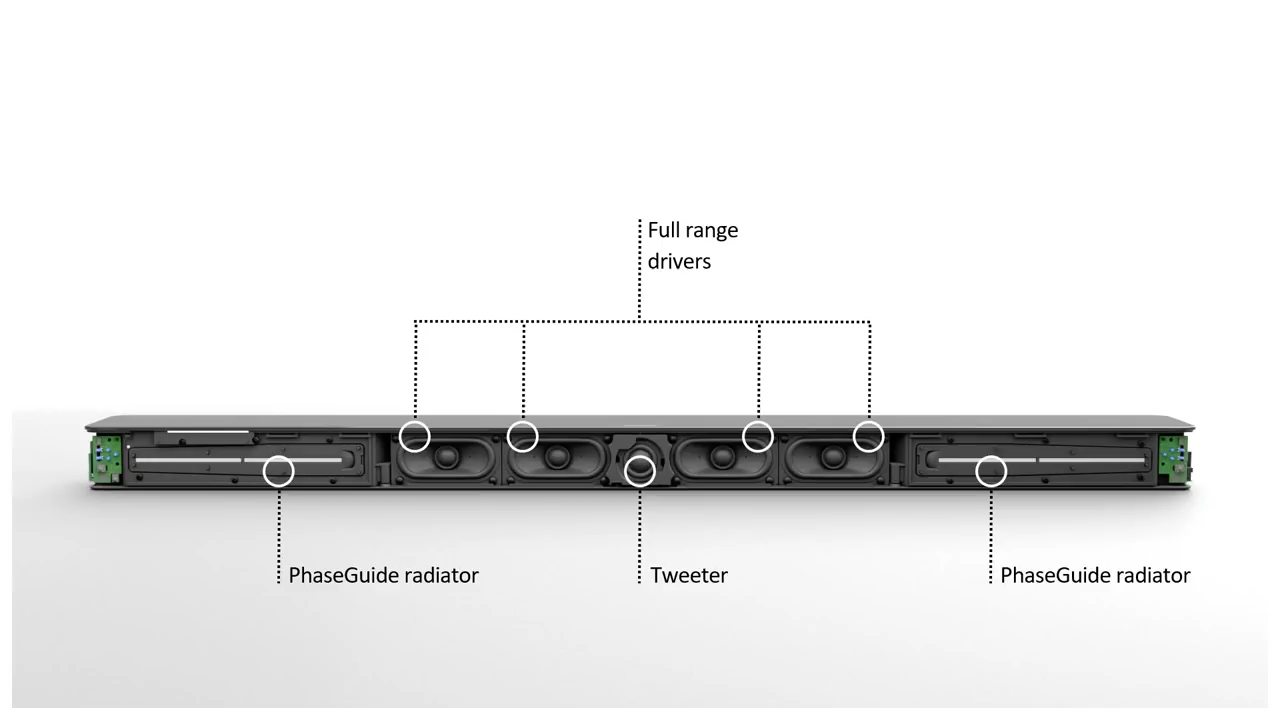 Full range
drivers
PhaseGuide radiator
Tweeter
PhaseGuide radiator